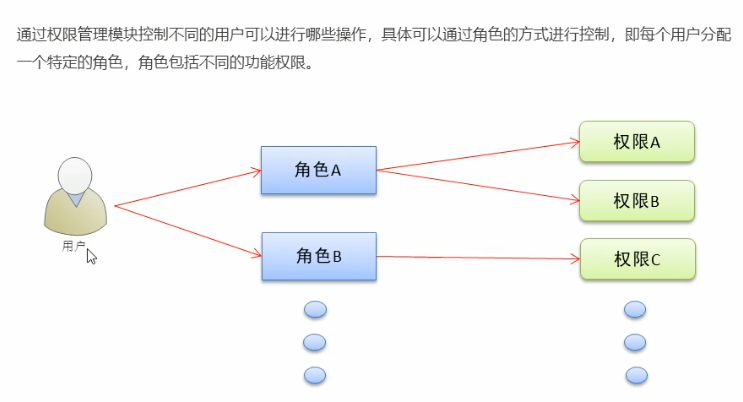 通过权限管理模块控制不同的用户可以进行哪些操作，具体可以通过角色的方式进行控制，即每个用户分配
一个特定的角色，角色包括不同的功能权限。
权限A
角色A
权限B
用户
角色B
权限C